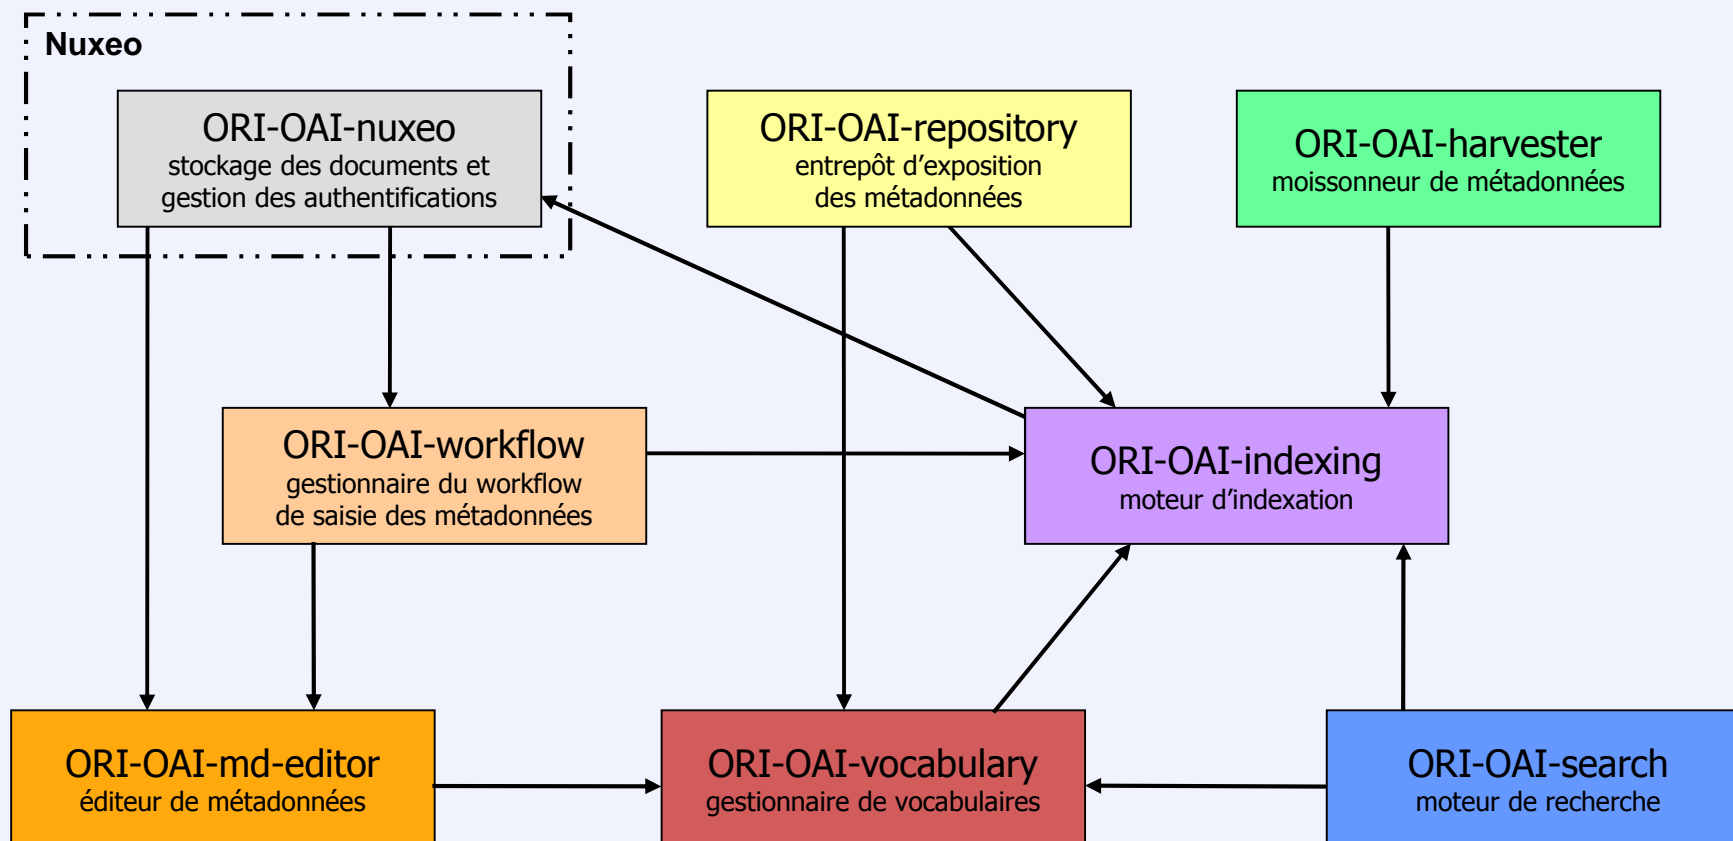 Nuxeo
ORI-OAI-nuxeo
stockage des documents et
gestion des authentifications
ORI-OAI-repository
entrepôt d’exposition
des métadonnées
ORI-OAI-harvester
moissonneur de métadonnées
ORI-OAI-workflow
gestionnaire du workflow
de saisie des métadonnées
ORI-OAI-indexing
moteur d’indexation
ORI-OAI-md-editor
éditeur de métadonnées
ORI-OAI-vocabulary
gestionnaire de vocabulaires
ORI-OAI-search
moteur de recherche